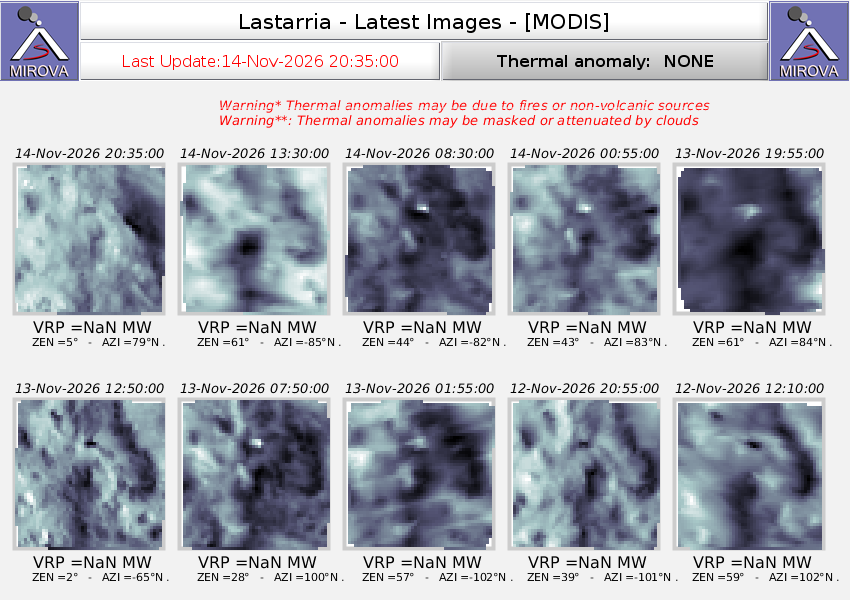 Lastarria - Latest Images - [MODIS]
MIROVA
Last Update:14-Nov-2026 20:35:00
Thermal anomaly: NONE
MIROVA
Warning* Thermal anomalies may be due to fires or non-volcanic sources
Warning**: Thermal anomalies may be masked or attenuated by clouds
14-Nov-2026 20:35:00
14-Nov-2026 13:30:00
14-Nov-2026 08:30:00
14-Nov-2026 00:55:00
13-Nov-2026 19:55:00
VRP =NaN MW
VRP =NaN MW
VRP =NaN MW
VRP =NaN MW
VRP =NaN MW
ZEN =5° - AZI =79°N .
ZEN =61° - AZI =-85°N .
ZEN =44° - AZI =-82°N .
ZEN =43° - AZI =83°N .
ZEN =61° - AZI =84°N .
13-Nov-2026 12:50:00
13-Nov-2026 07:50:00
13-Nov-2026 01:55:00
12-Nov-2026 20:55:00
12-Nov-2026 12:10:00
VRP =NaN MW
VRP =NaN MW
VRP =NaN MW
VRP =NaN MW
VRP =NaN MW
ZEN =2° - AZI =-65°N .
ZEN =28° - AZI =100°N .
ZEN =57° - AZI =-102°N .
ZEN =39° - AZI =-101°N .
ZEN =59° - AZI =102°N .